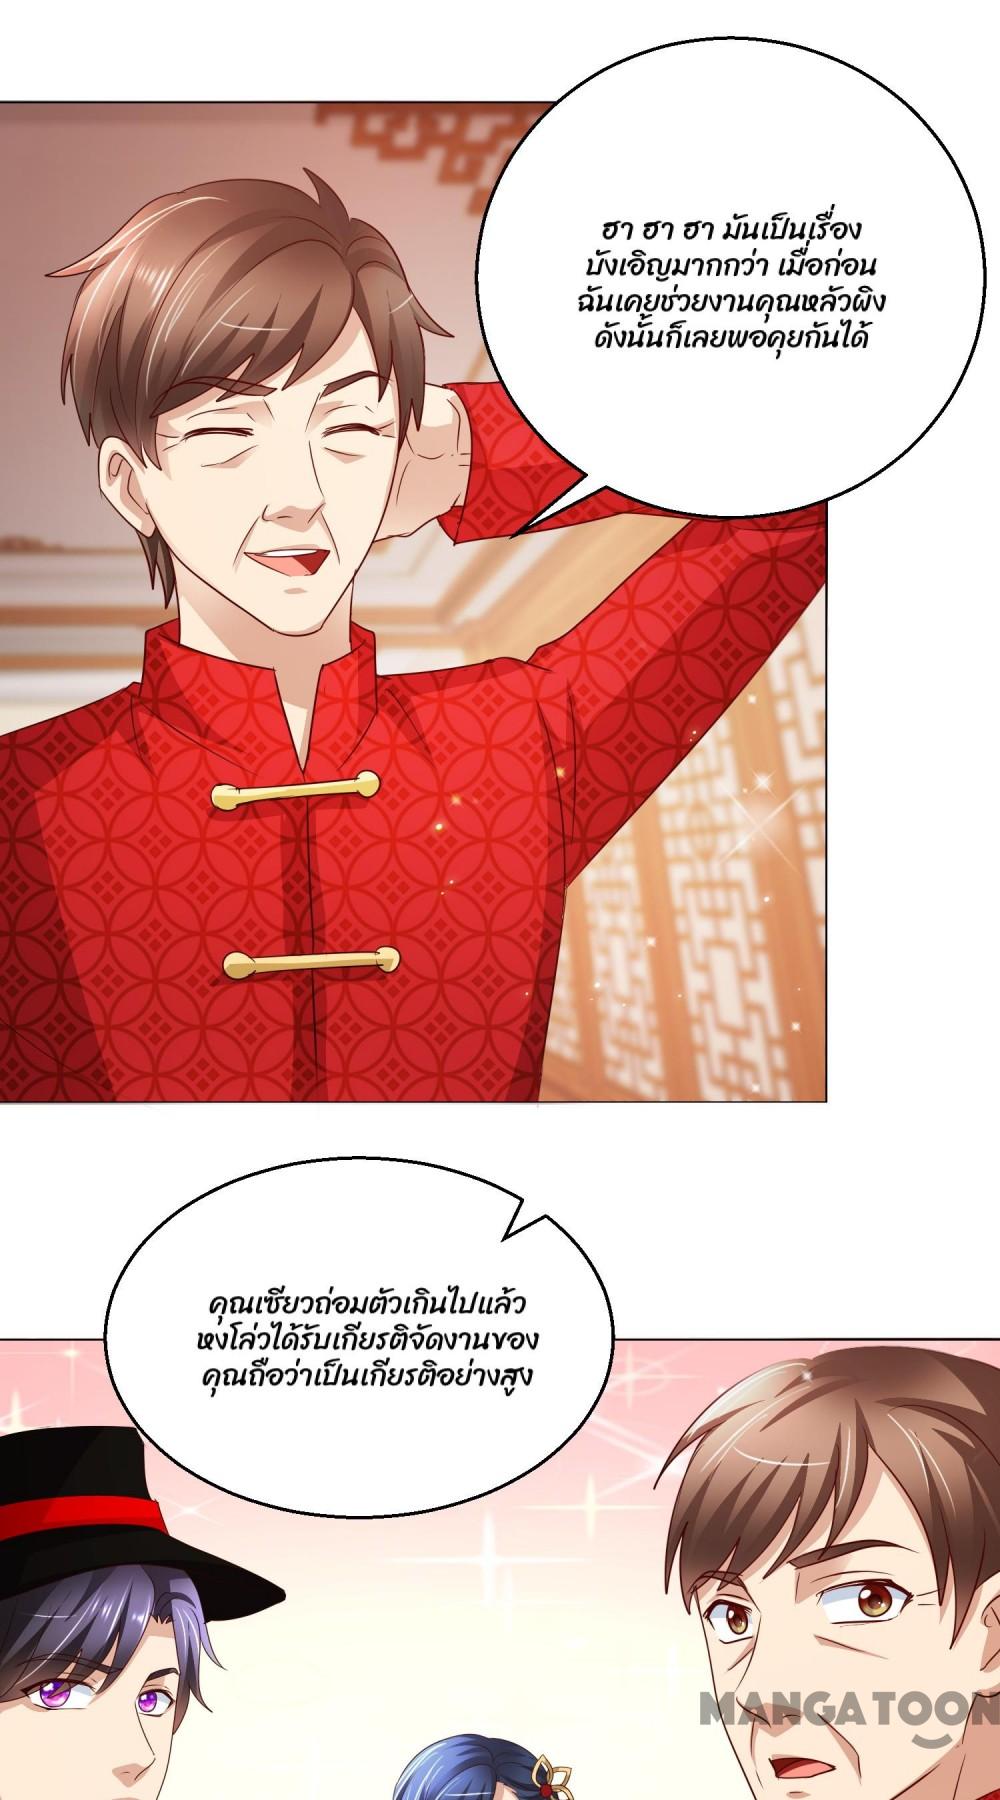 ฮา ฮา ฮา มันเป็นเรื่อง
บังเอิญมากกว่า เมื่อก่อน
ฉันเคยช่วยงานคุณหลัวผิง
ดังนั้นก็เลยพอคุยกันได้
คุณเซียวถ่อมตัวเกินไปแล้ว
หงโล่วได้รับเกียรติจัดงานของ
คุณถือว่าเป็นเกียรติอย่างสูง
MANGATOON